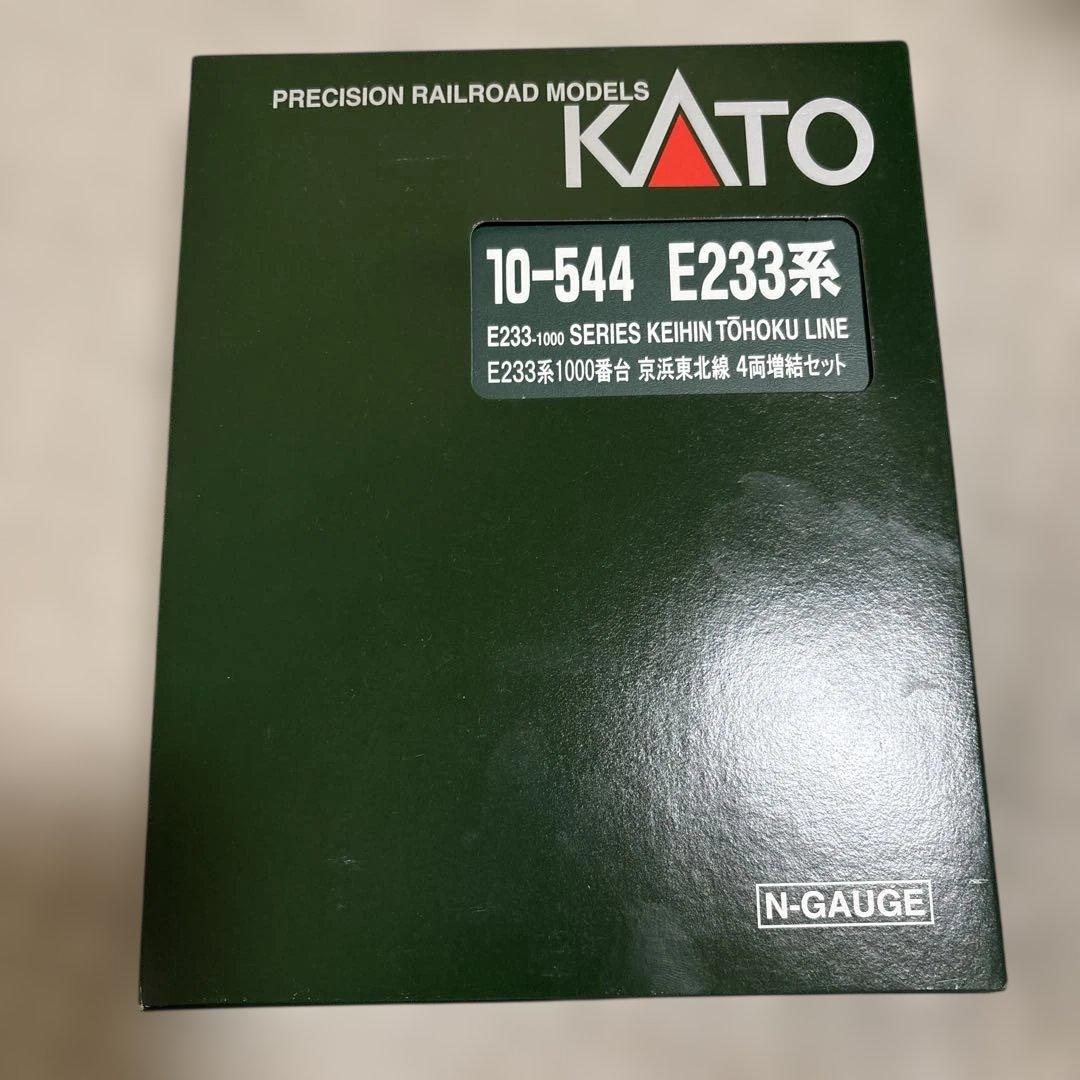 PRECISION RAILROAD MODELS
KATO
10-544 E233系
E233-1000 SERIES KEIHIN TŌHOKU LINE
E233系1000番台 京浜東北線 4両増結セット
N-GAUGE